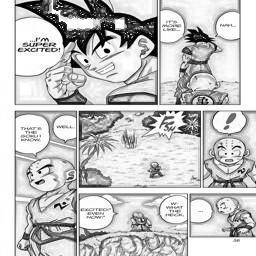 NAH...
IT'S
MORE
LIKE...
...I'M
SUPER
EXCITED!
!
...
W-
WHAT
THE
HECK.
EXCITED?
EVEN
NOW?
WELL...
THAT'S
THE
GOKU I
KNOW.